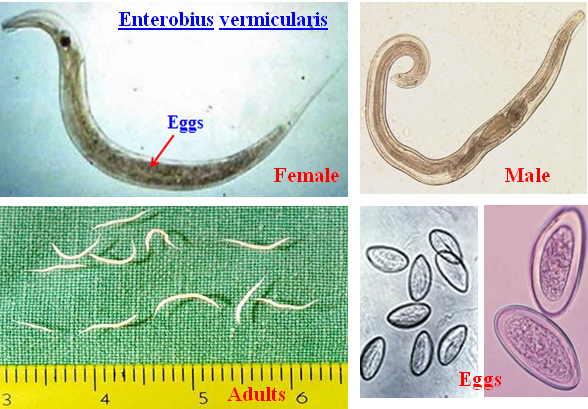 Enterobius vermicularis
Eggs
Female
Male
3 4 5 6
Adults
Eggs